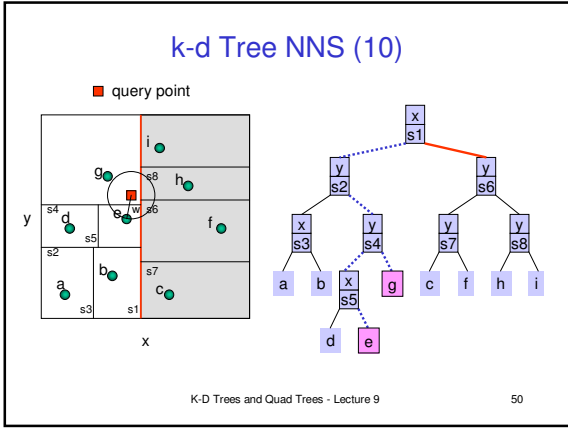 k-d Tree NNS (10)
query point
i
g
s8
h
s4
e
w
s6
d
f
y
s5
s2
b
s7
a
c
s3
s1
x
x
s1
y
s2
y
s6
x
s3
y
s4
y
s7
y
s8
a
b
x
s5
g
c
f
h
i
d
e
K-D Trees and Quad Trees - Lecture 9
50